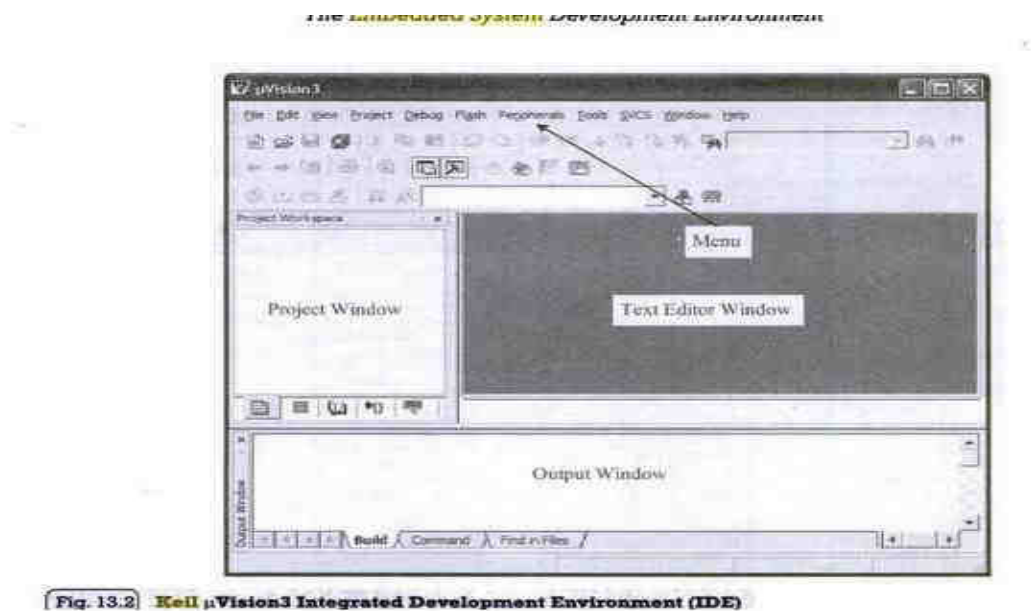 The Embedded System Development Environment
µVision3
File Edit View Project Debug Flash Peripherals Tools SVCS Window Help
Project Workspace
Menu
Project Window
Text Editor Window
Output Window
Output Window
Build Command Find in Files
Fig. 13.2 Keil µVision3 Integrated Development Environment (IDE)